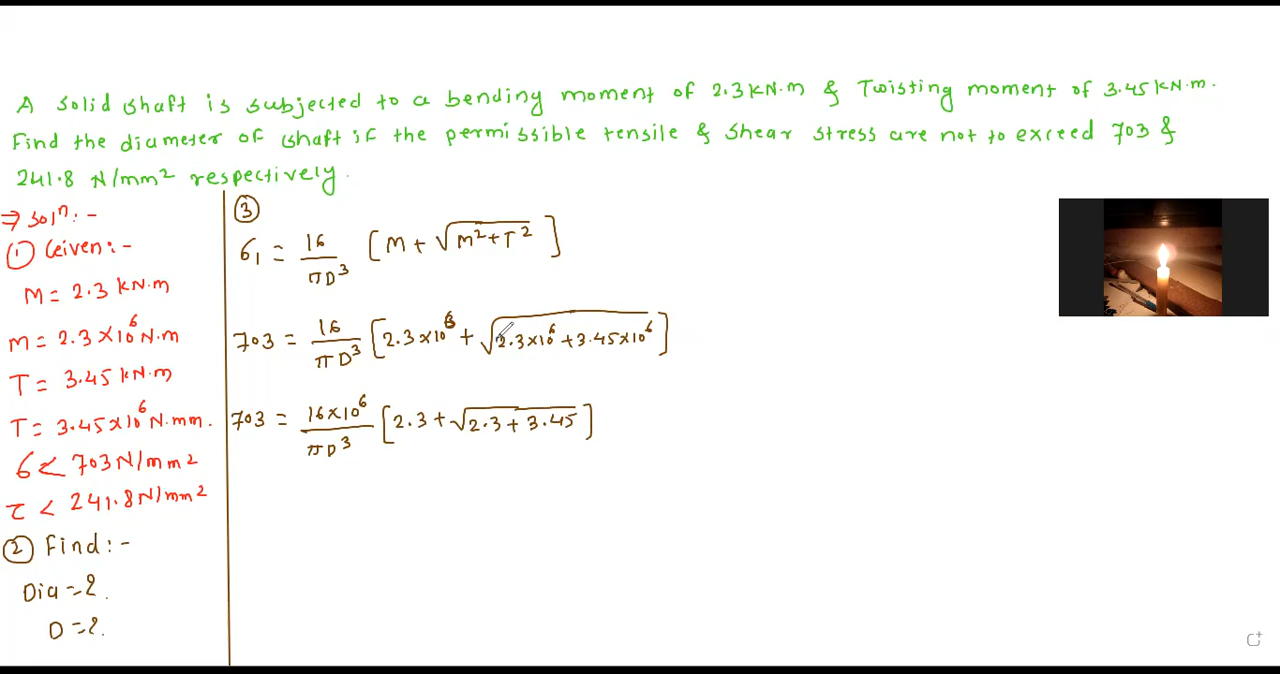 A solid shaft is subjected to a bending moment of 2.3 kN.m & Twisting moment of 3.45 kN.m.
Find the diameter of shaft if the permissible tensile & shear stress are not to exceed 703 &
241.8 N/mm2 respectively.
⇒ Solⁿ:-
① Given:-
M = 2.3 kN.m
M = 2.3×10⁶ N.m
T = 3.45 kN.m
T = 3.45×10⁶ N.mm.
σ < 703 N/mm2
τ < 241.8 N/mm2
② Find:-
Dia = ?.
D = ?.
③
σ₁ = 16/πD³ [M + √M²+T²]
703 = 16/πD³ [2.3×10⁶ + √2.3×10⁶+3.45×10⁶]
703 = 16×10⁶/πD³ [2.3 + √2.3+3.45]